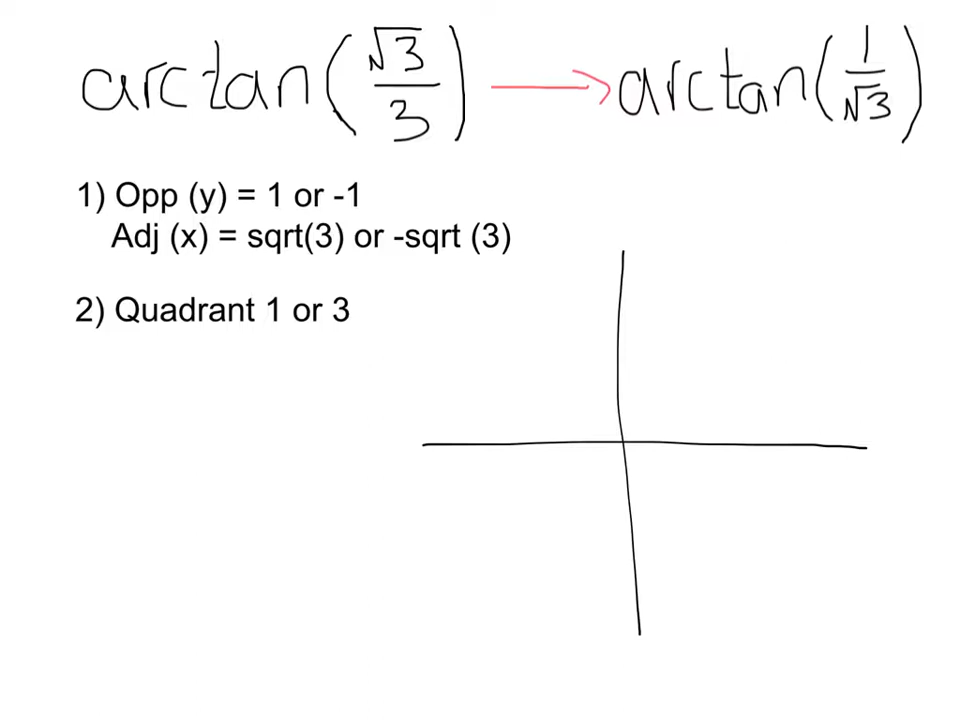 arctan(√3/3) → arctan(1/√3)
1) Opp (y) = 1 or -1
Adj (x) = sqrt(3) or -sqrt (3)
2) Quadrant 1 or 3